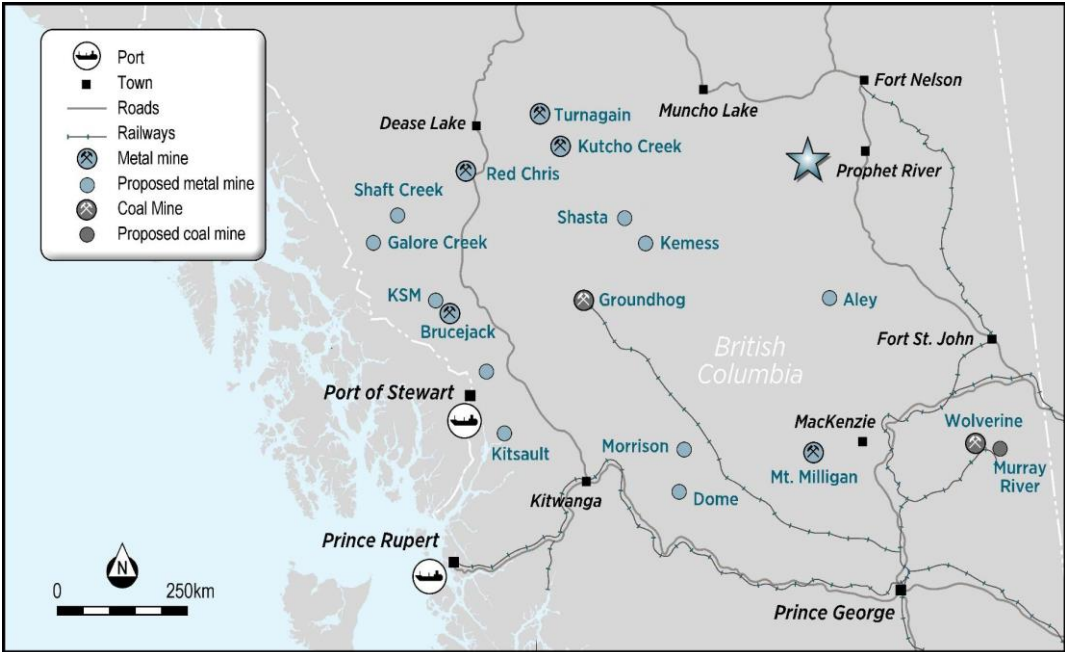 Port
Town
Roads
Railways
Metal mine
Proposed metal mine
Coal Mine
Proposed coal mine
Fort Nelson
Muncho Lake
Turnagain
Dease Lake
Kutcho Creek
Prophet River
Red Chris
Shaft Creek
Shasta
Galore Creek
Kemess
KSM
Groundhog
Aley
Brucejack
British
Columbia
Fort St. John
Port of Stewart
MacKenzie
Wolverine
Kitsault
Morrison
Mt. Milligan
Murray
River
Kitwanga
Dome
Prince Rupert
N
0
250km
Prince George